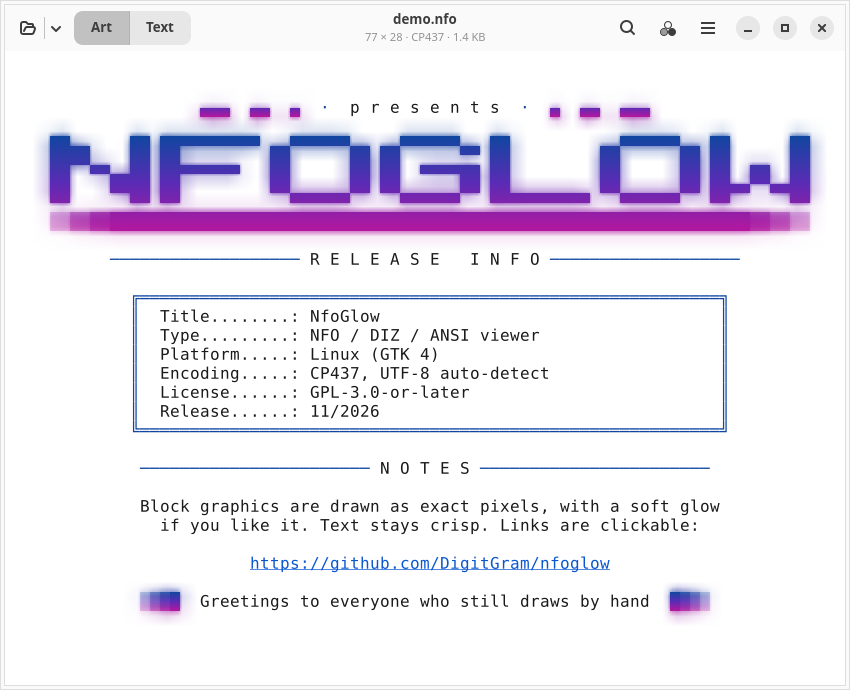 demo.nfo
Art Text
77 × 28 · CP437 · 1.4 KB
· presents ·
NFOGLOW
RELEASE INFO
Title........: NfoGlow
Type.........: NFO / DIZ / ANSI viewer
Platform.....: Linux (GTK 4)
Encoding.....: CP437, UTF-8 auto-detect
License......: GPL-3.0-or-later
Release......: 11/2026
NOTES
Block graphics are drawn as exact pixels, with a soft glow
if you like it. Text stays crisp. Links are clickable:
https://github.com/DigitGram/nfoglow
Greetings to everyone who still draws by hand